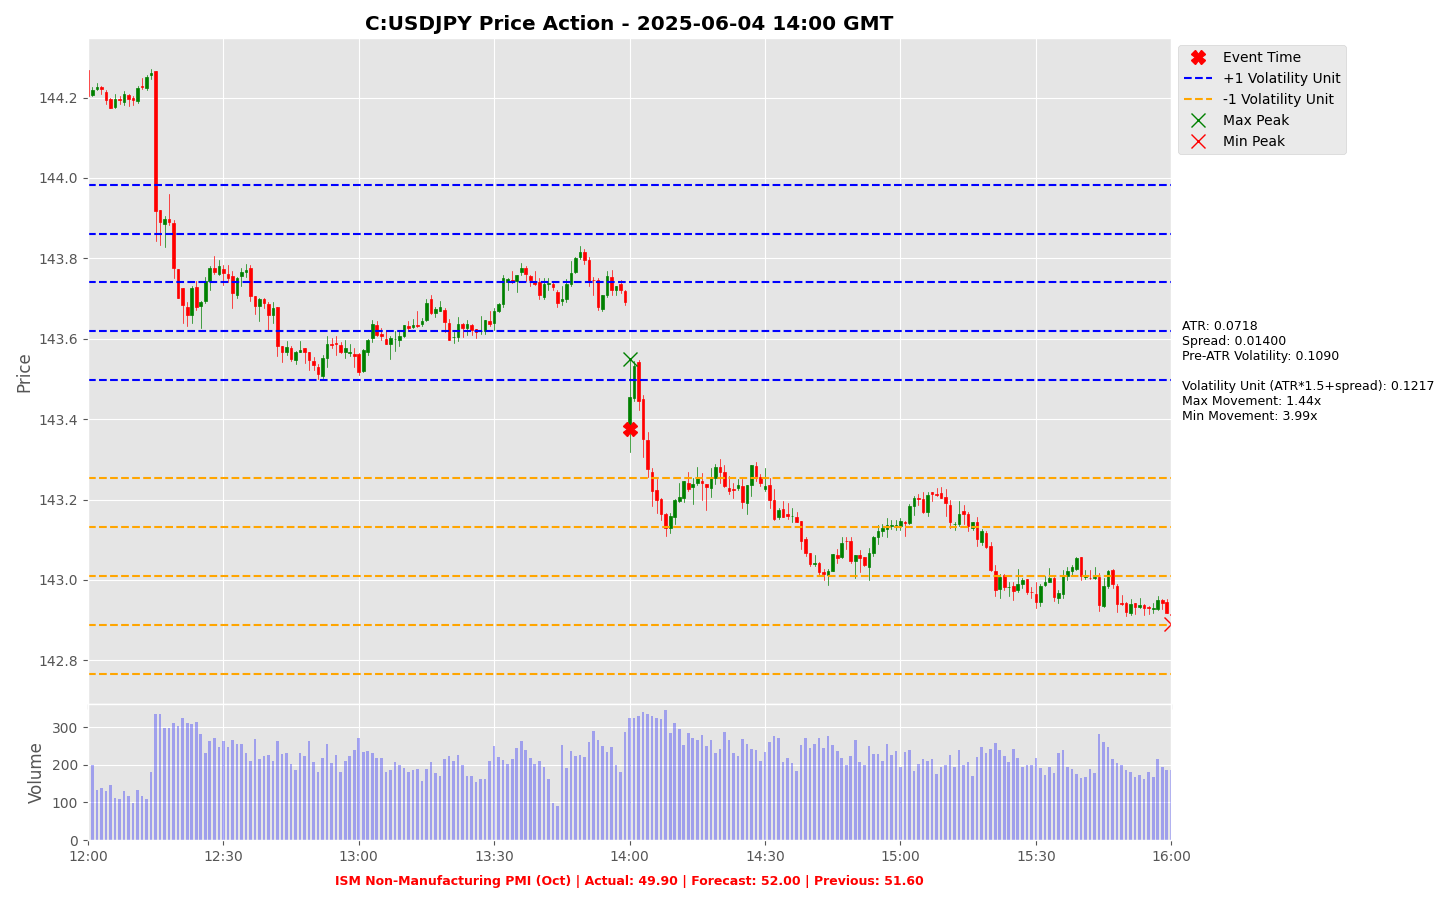 C:USDJPY Price Action - 2025-06-04 14:00 GMT
Event Time
+1 Volatility Unit
-1 Volatility Unit
Max Peak
Min Peak
144.2
144.0
143.8
143.6
143.4
143.2
143.0
142.8
Price
ATR: 0.0718
Spread: 0.01400
Pre-ATR Volatility: 0.1090
Volatility Unit (ATR*1.5+spread): 0.1217
Max Movement: 1.44x
Min Movement: 3.99x
300
200
100
0
Volume
12:00 12:30 13:00 13:30 14:00 14:30 15:00 15:30 16:00
ISM Non-Manufacturing PMI (Oct) | Actual: 49.90 | Forecast: 52.00 | Previous: 51.60